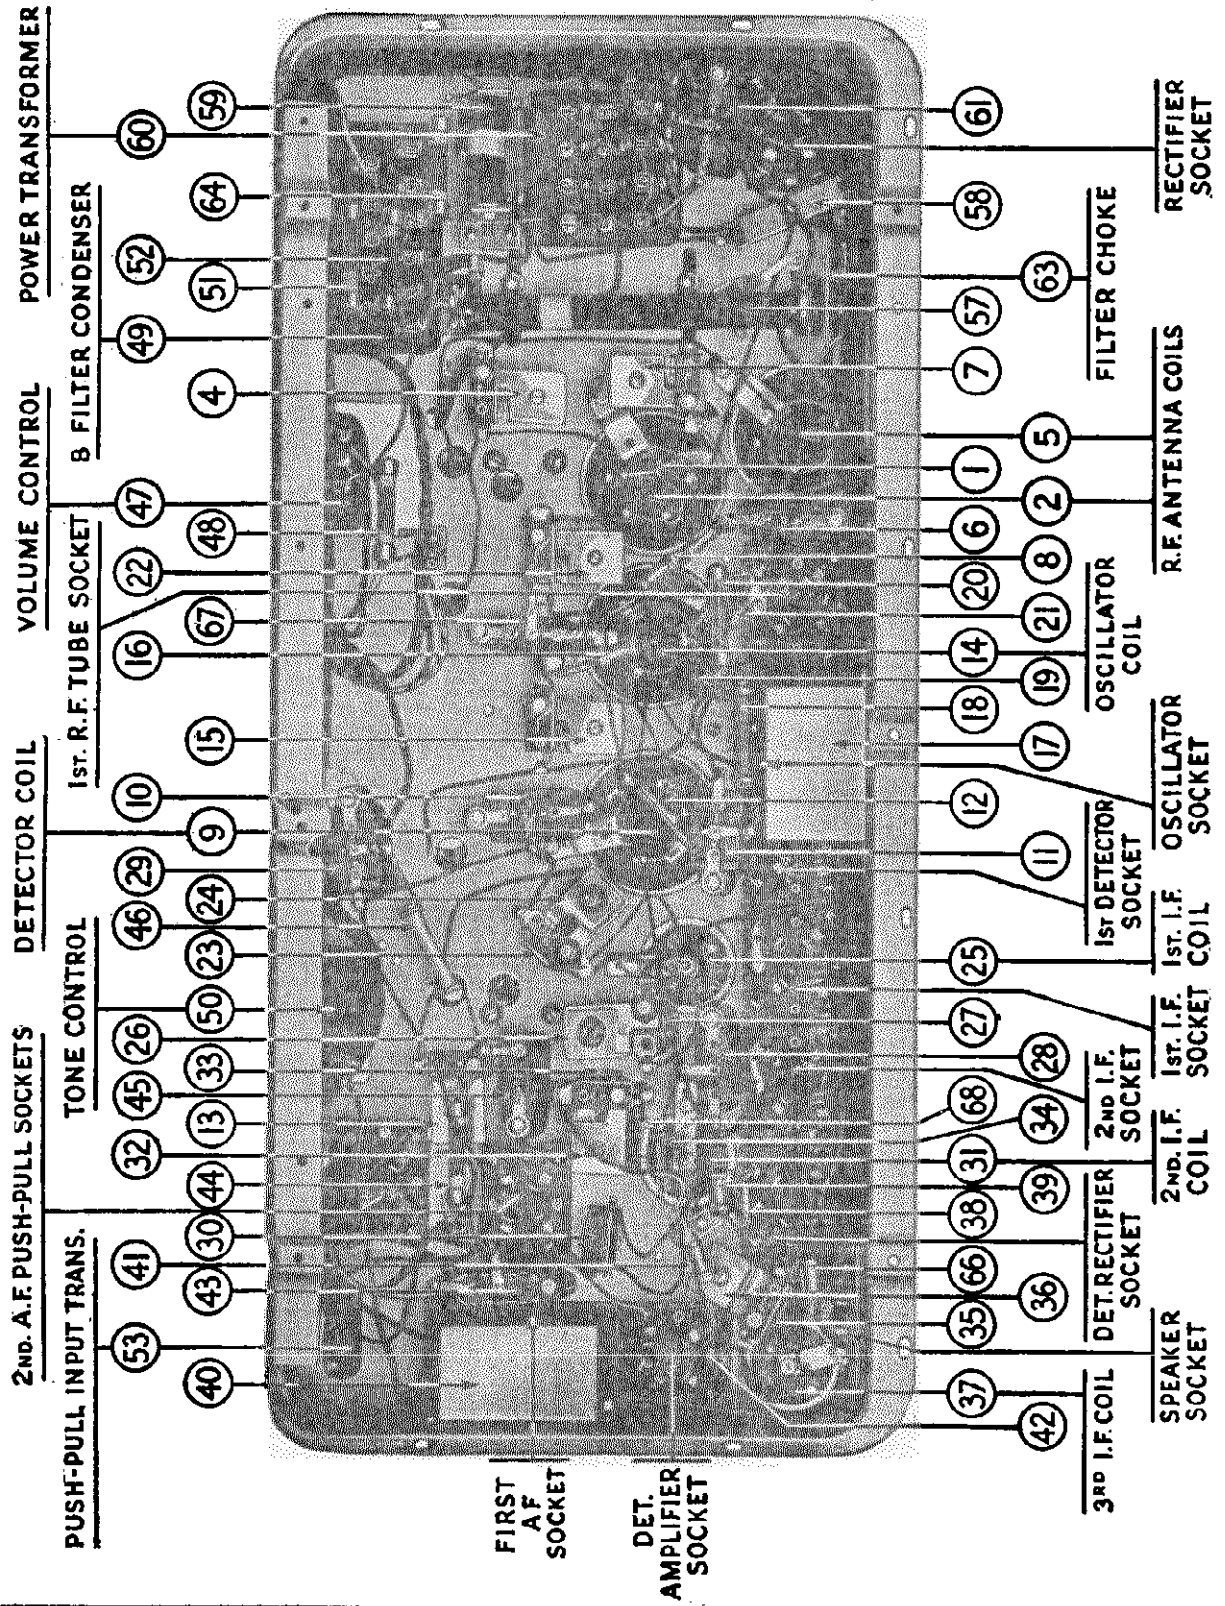 2ND. A.F. PUSH-PULL SOCKETS
DETECTOR COIL
VOLUME CONTROL
POWER TRANSFORMER
PUSH-PULL INPUT TRANS.
TONE CONTROL
1ST. R.F. TUBE SOCKET
B FILTER CONDENSER
53 41 32 45 26 46 29 10 16 22 47 49 52 60
40 43 30 44 13 33 50 23 24 9 15 67 48 4 51 64 59
FIRST
AF
SOCKET
DET.
AMPLIFIER
SOCKET
37 35 66 38 31 68 27 25 12 18 14 20 6 1 7 57 58 61
42 36 39 34 28 11 17 19 21 8 2 5 63
3RD I.F. COIL
SPEAKER
SOCKET
DET. RECTIFIER
SOCKET
2ND. I.F.
COIL
2ND I.F.
SOCKET
1ST. I.F.
SOCKET
1ST. I.F
COIL
1ST DETECTOR
SOCKET
OSCILLATOR
SOCKET
OSCILLATOR
COIL
R.F. ANTENNA COILS
FILTER CHOKE
RECTIFIER
SOCKET